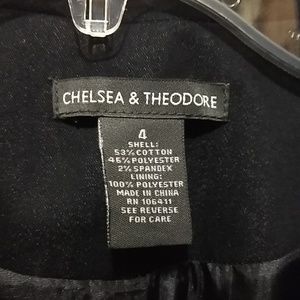 CHELSEA & THEODORE
4
SHELL:
53% COTTON
45% POLYESTER
2% SPANDEX
LINING:
100% POLYESTER
MADE IN CHINA
RN 106411
SEE REVERSE
FOR CARE